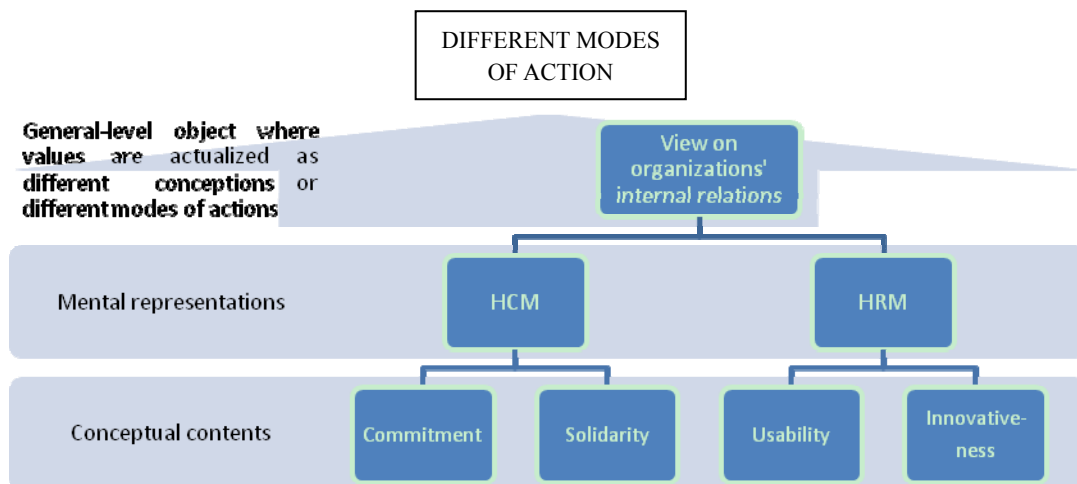 DIFFERENT MODES
OF ACTION
General-level object where
values are actualized as
different conceptions or
different modes of actions
View on
organizations'
internal relations
Mental representations
HCM
HRM
Conceptual contents
Commitment
Solidarity
Usability
Innovative-
ness